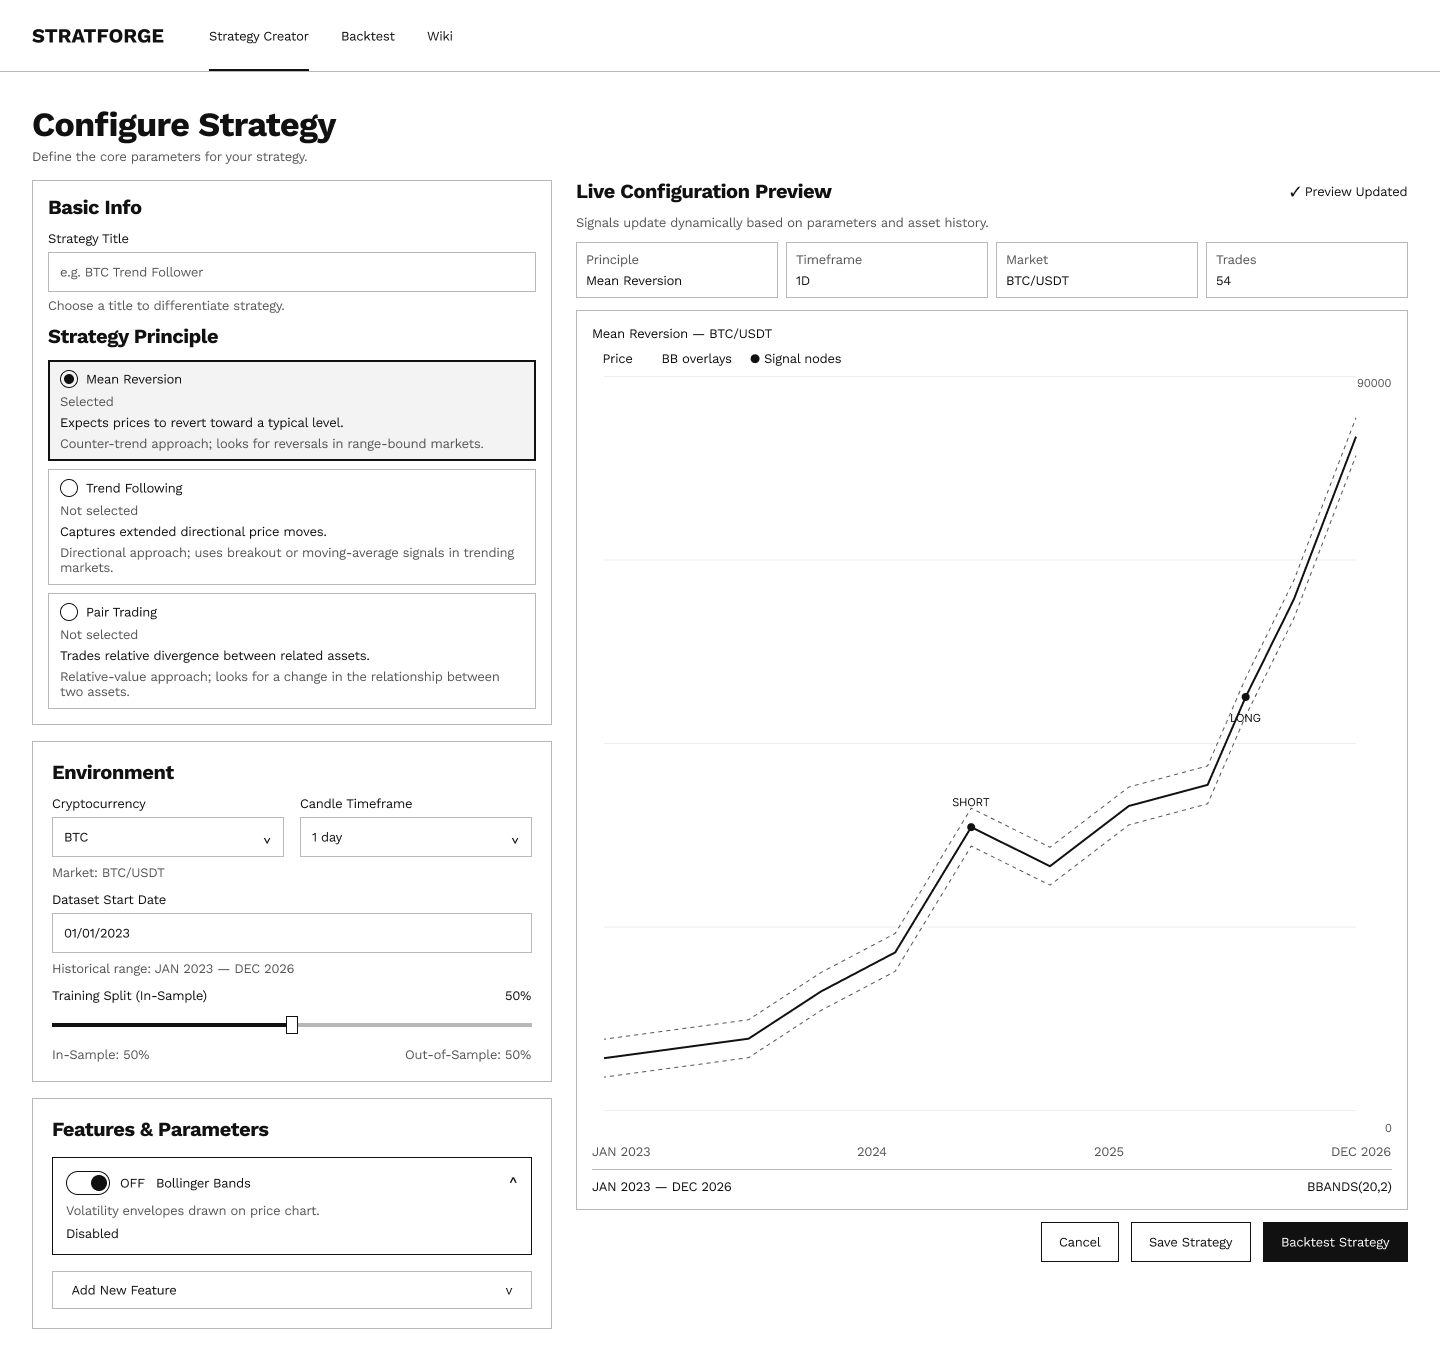 STRATFORGE
Strategy Creator
Backtest
Wiki
Configure Strategy
Define the core parameters for your strategy.
Basic Info
Strategy Title
e.g. BTC Trend Follower
Choose a title to differentiate strategy.
Strategy Principle
Mean Reversion
Selected
Expects prices to revert toward a typical level.
Counter-trend approach; looks for reversals in range-bound markets.
Trend Following
Not selected
Captures extended directional price moves.
Directional approach; uses breakout or moving-average signals in trending
markets.
Pair Trading
Not selected
Trades relative divergence between related assets.
Relative-value approach; looks for a change in the relationship between
two assets.
Environment
Cryptocurrency
Candle Timeframe
BTC v
1 day v
Market: BTC/USDT
Dataset Start Date
01/01/2023
Historical range: JAN 2023 — DEC 2026
Training Split (In-Sample) 50%
In-Sample: 50% Out-of-Sample: 50%
Features & Parameters
OFF Bollinger Bands ^
Volatility envelopes drawn on price chart.
Disabled
Add New Feature v
Live Configuration Preview
✓ Preview Updated
Signals update dynamically based on parameters and asset history.
Principle
Mean Reversion
Timeframe
1D
Market
BTC/USDT
Trades
54
Mean Reversion — BTC/USDT
Price BB overlays ● Signal nodes
90000
LONG
SHORT
0
JAN 2023 2024 2025 DEC 2026
JAN 2023 — DEC 2026 BBANDS(20,2)
Cancel
Save Strategy
Backtest Strategy